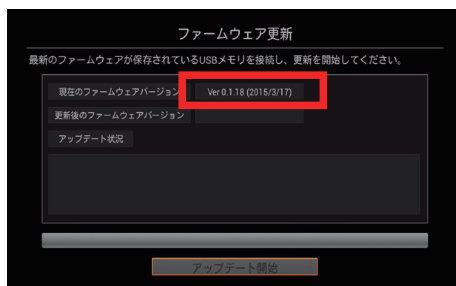 ファームウェア更新
最新のファームウェアが保存されているUSBメモリを接続し、更新を開始してください。
現在のファームウェアバージョン Ver 0.1.18 (2015/3/17)
更新後のファームウェアバージョン
アップデート状況
アップデート開始